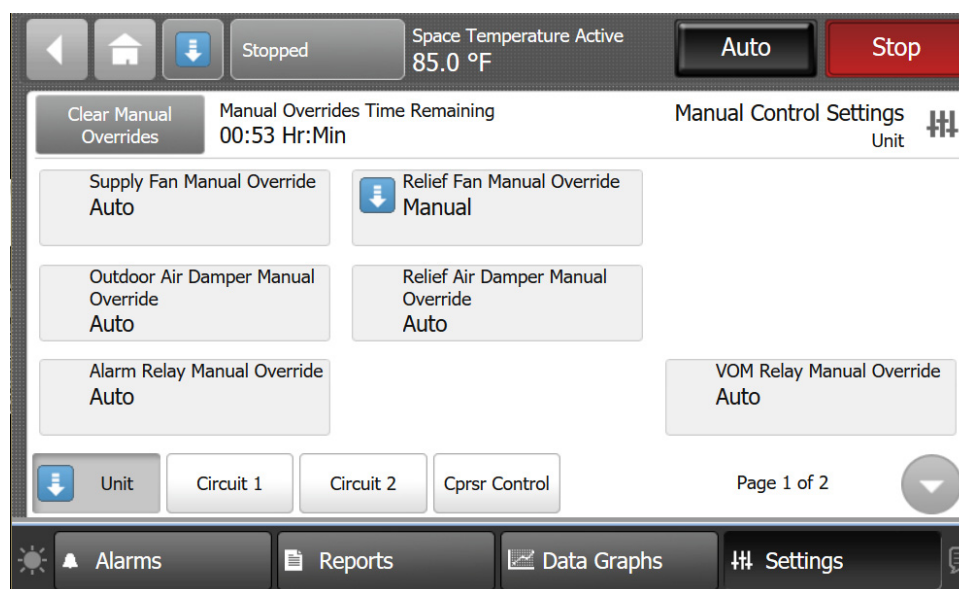 Stopped
Space Temperature Active
85.0 °F
Auto
Stop
Clear Manual
Overrides
Manual Overrides Time Remaining
00:53 Hr:Min
Manual Control Settings
Unit
Supply Fan Manual Override
Auto
Relief Fan Manual Override
Manual
Outdoor Air Damper Manual
Override
Auto
Relief Air Damper Manual
Override
Auto
Alarm Relay Manual Override
Auto
VOM Relay Manual Override
Auto
Unit
Circuit 1
Circuit 2
Cprsr Control
Page 1 of 2
Alarms
Reports
Data Graphs
Settings